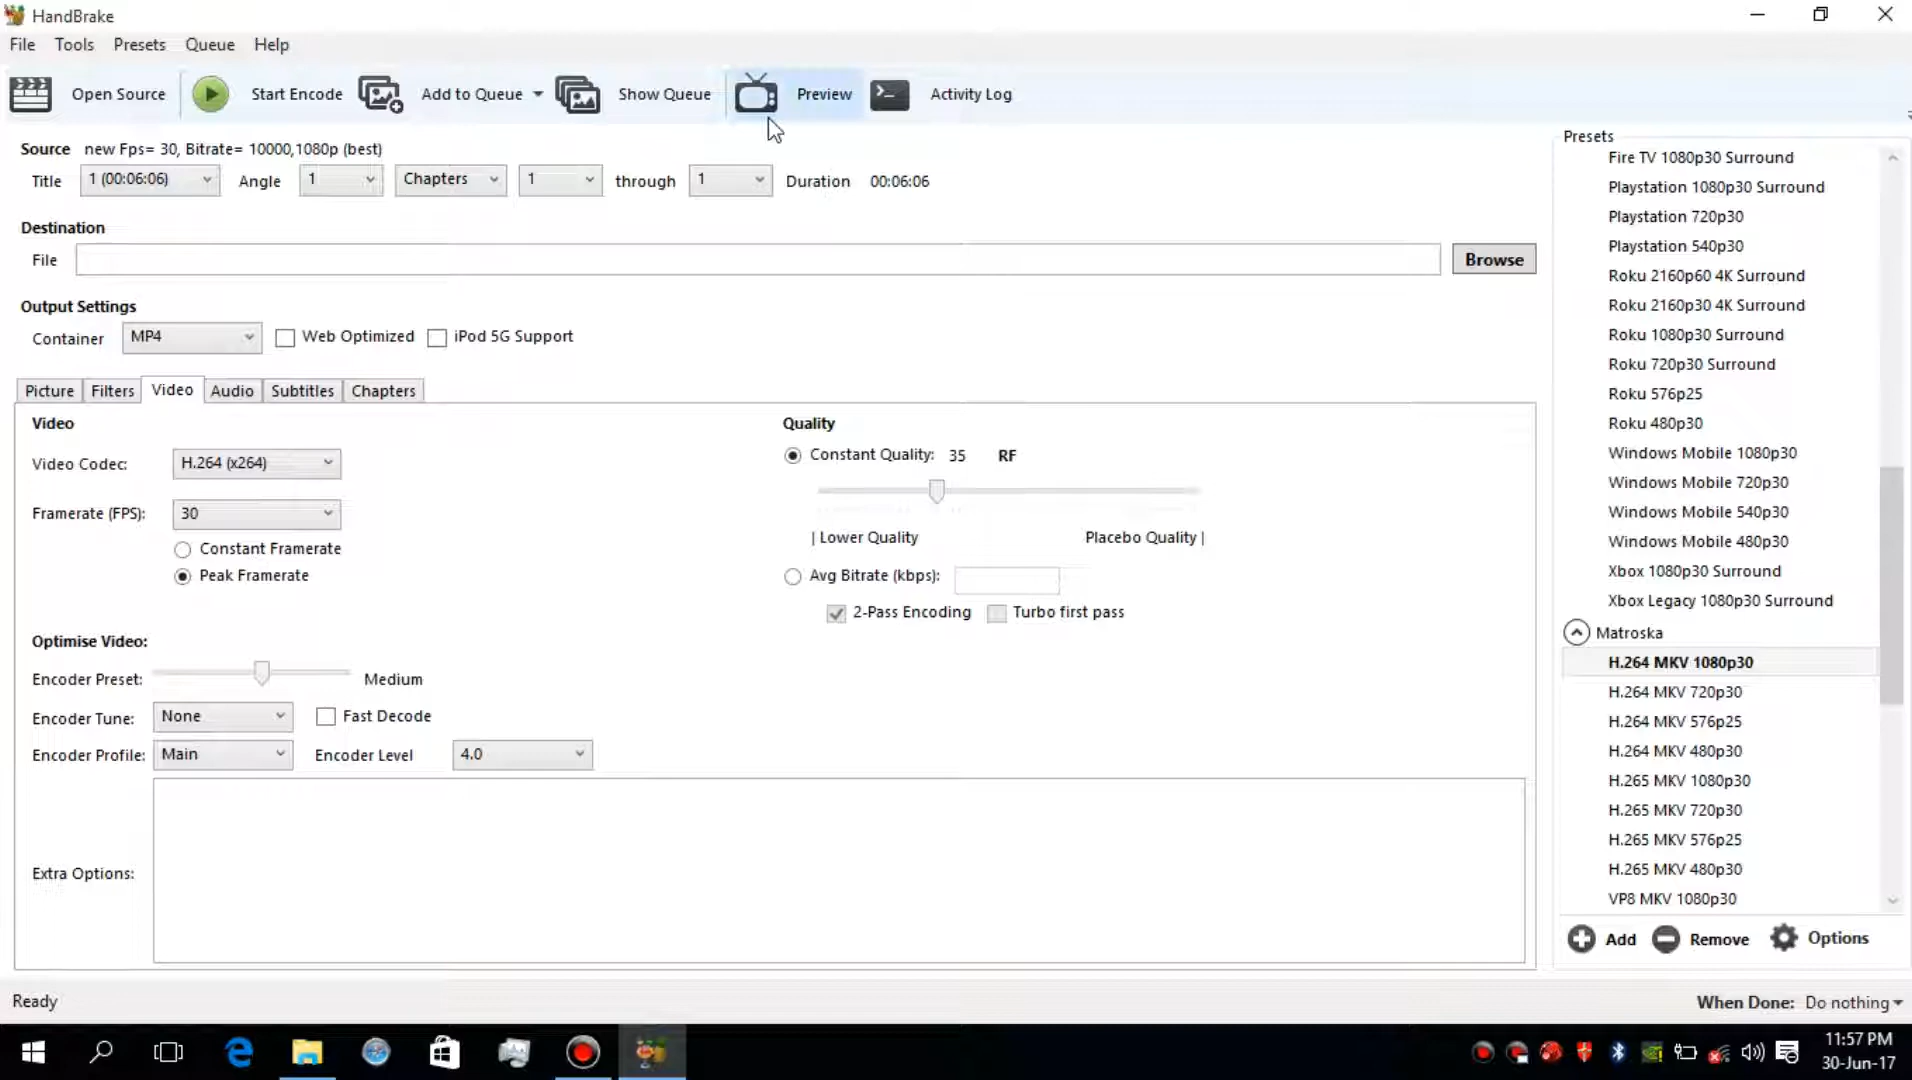 HandBrake
File Tools Presets Queue Help
Open Source Start Encode Add to Queue Show Queue Preview Activity Log
Source new Fps= 30, Bitrate= 10000,1080p (best)
Title 1 (00:06:06) Angle 1 Chapters 1 through 1 Duration 00:06:06
Destination
File Browse
Output Settings
Container MP4 Web Optimized iPod 5G Support
Picture Filters Video Audio Subtitles Chapters
Video
Video Codec: H.264 (x264)
Framerate (FPS): 30
Constant Framerate
Peak Framerate
Quality
Constant Quality: 35 RF
| Lower Quality Placebo Quality |
Avg Bitrate (kbps):
2-Pass Encoding Turbo first pass
Optimise Video:
Encoder Preset: Medium
Encoder Tune: None Fast Decode
Encoder Profile: Main Encoder Level 4.0
Extra Options:
Presets
Fire TV 1080p30 Surround
Playstation 1080p30 Surround
Playstation 720p30
Playstation 540p30
Roku 2160p60 4K Surround
Roku 2160p30 4K Surround
Roku 1080p30 Surround
Roku 720p30 Surround
Roku 576p25
Roku 480p30
Windows Mobile 1080p30
Windows Mobile 720p30
Windows Mobile 540p30
Windows Mobile 480p30
Xbox 1080p30 Surround
Xbox Legacy 1080p30 Surround
Matroska
H.264 MKV 1080p30
H.264 MKV 720p30
H.264 MKV 576p25
H.264 MKV 480p30
H.265 MKV 1080p30
H.265 MKV 720p30
H.265 MKV 576p25
H.265 MKV 480p30
VP8 MKV 1080p30
Add Remove Options
Ready
When Done: Do nothing
11:57 PM
30-Jun-17